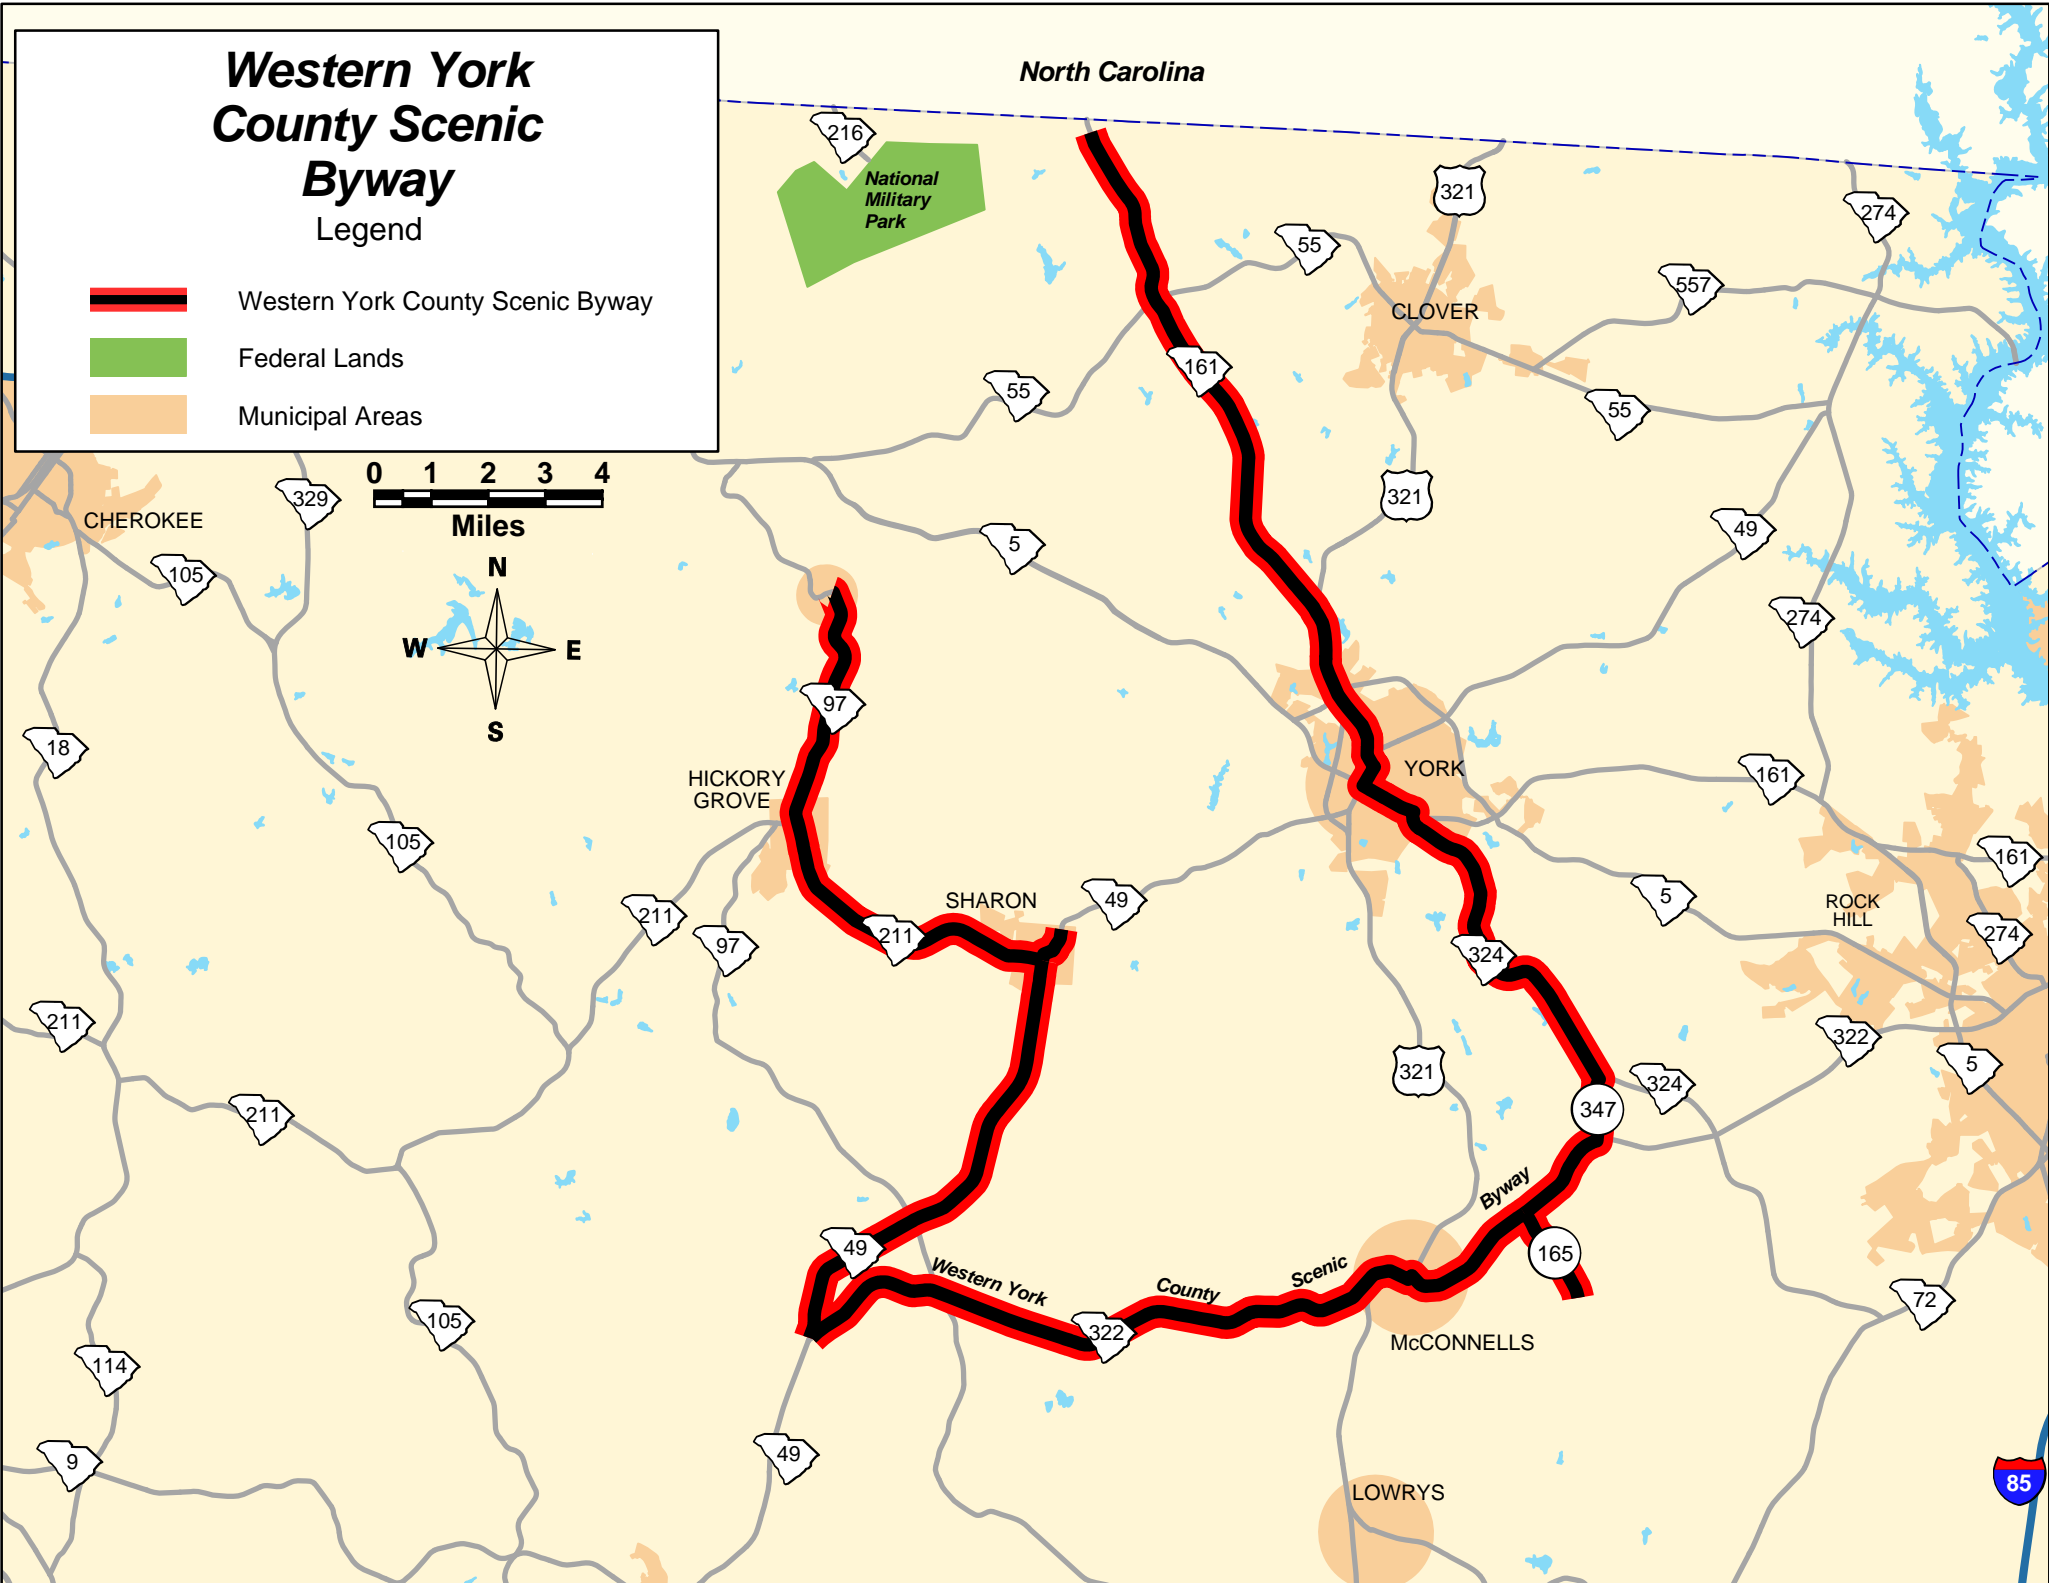 Western York
County Scenic
Byway
Legend
Western York County Scenic Byway
Federal Lands
Municipal Areas
0 1 2 3 4
Miles
N
W E
S
North Carolina
216
National
Military
Park
321
274
55
557
CLOVER
161
55
55
321
49
CHEROKEE
329
105
5
274
97
18
HICKORY
GROVE
YORK
161
105
161
211
97
SHARON
211
49
5
ROCK
HILL
274
324
211
322
5
321
324
347
211
Byway
165
49
Western York
County
Scenic
322
McCONNELLS
72
105
114
49
9
LOWRYS
85